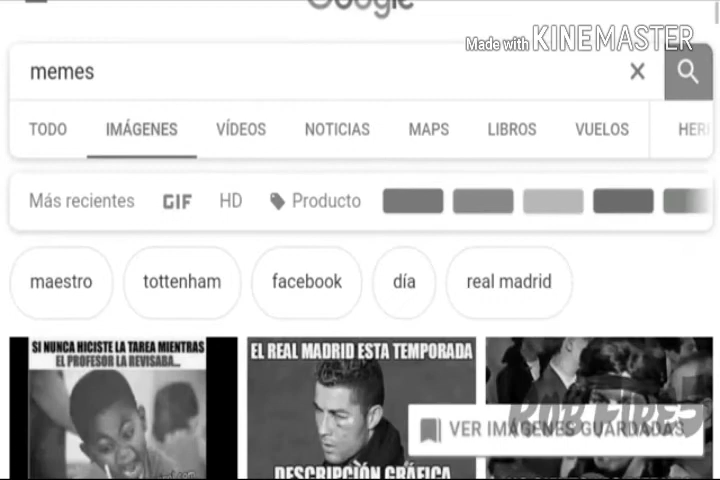 Google
Made with KINEMASTER
memes
TODO IMÁGENES VÍDEOS NOTICIAS MAPS LIBROS VUELOS HERR
Más recientes GIF HD Producto
maestro tottenham facebook día real madrid
SI NUNCA HICISTE LA TAREA MIENTRAS
EL PROFESOR LA REVISABA...
EL REAL MADRID ESTA TEMPORADA
VER IMÁGENES GUARDADAS
DESCRIPCIÓN GRÁFICA